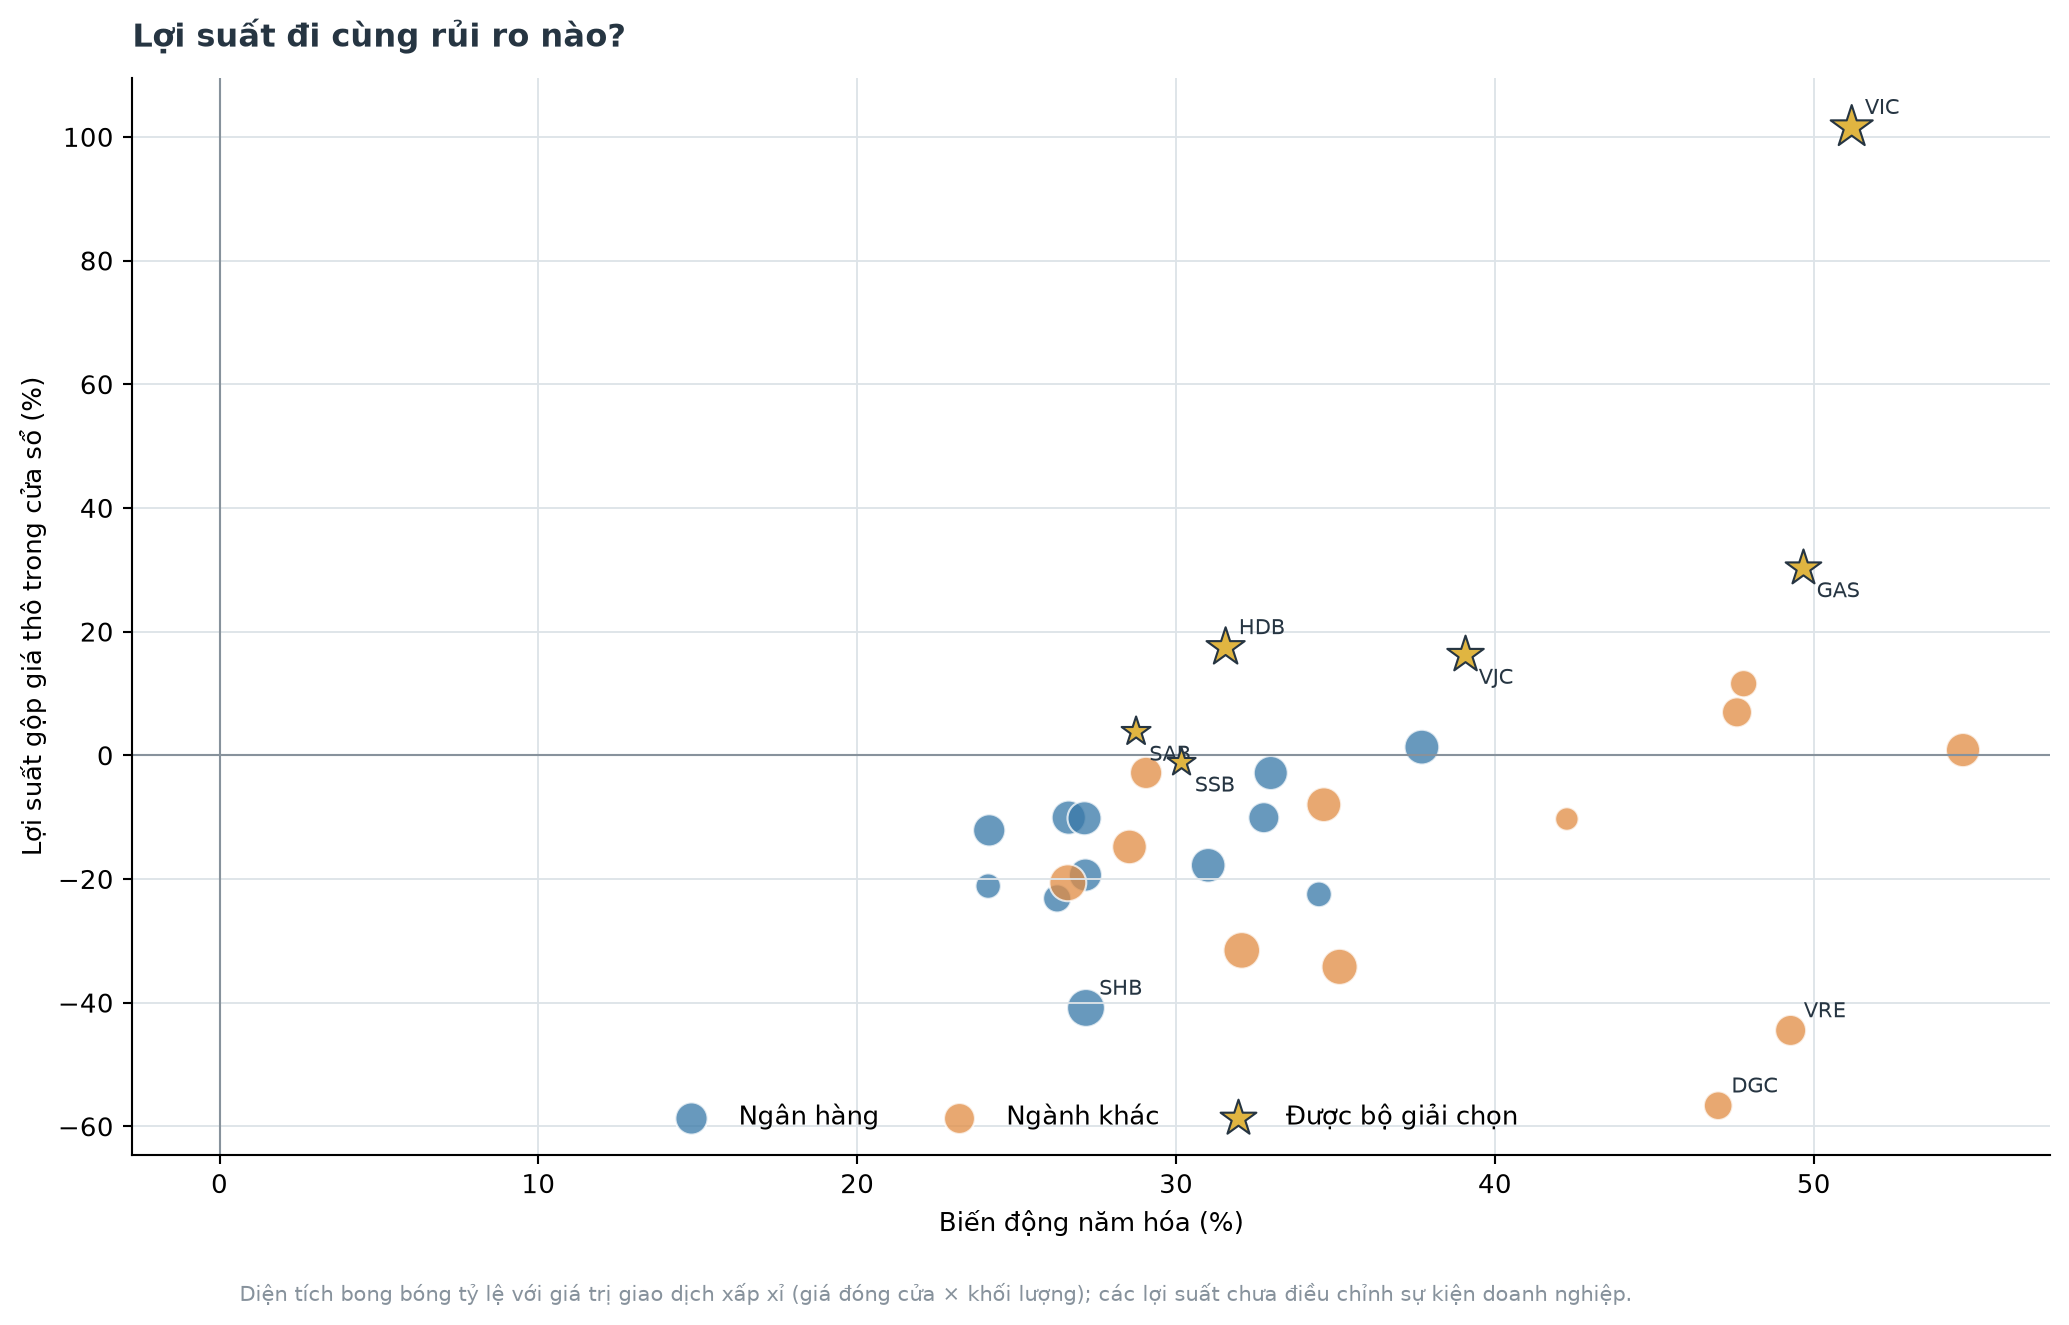 Lợi suất đi cùng rủi ro nào?
Lợi suất gộp giá thô trong cửa sổ (%)
100
80
60
40
20
0
−20
−40
−60
VIC
GAS
HDB
VJC
SAB
SSB
SHB
VRE
DGC
Ngân hàng
Ngành khác
Được bộ giải chọn
0
10
20
30
40
50
Biến động năm hóa (%)
Diện tích bong bóng tỷ lệ với giá trị giao dịch xấp xỉ (giá đóng cửa × khối lượng); các lợi suất chưa điều chỉnh sự kiện doanh nghiệp.